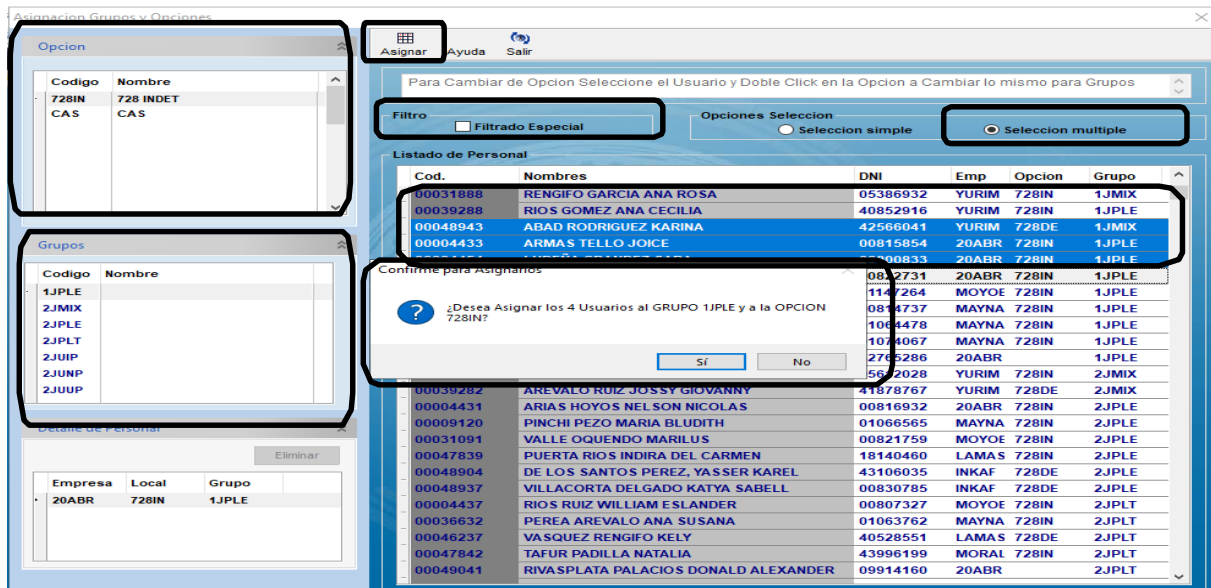 Asignacion Grupos y Opciones
Opcion
Codigo Nombre
728IN 728 INDET
CAS CAS
Grupos
Codigo Nombre
1JPLE
2JMIX
2JPLE
2JPLT
2JUIP
2JUNP
2JUUP
Detalle de Personal
Eliminar
Empresa Local Grupo
20ABR 728IN 1JPLE
Asignar Ayuda Salir
Para Cambiar de Opcion Seleccione el Usuario y Doble Click en la Opcion a Cambiar lo mismo para Grupos
Filtro
Filtrado Especial
Opciones Seleccion
Seleccion simple Seleccion multiple
Listado de Personal
Cod. Nombres DNI Emp Opcion Grupo
00031888 RENGIFO GARCIA ANA ROSA 05386932 YURIM 728IN 1JMIX
00039288 RIOS GOMEZ ANA CECILIA 40852916 YURIM 728IN 1JPLE
00048943 ABAD RODRIGUEZ KARINA 42566041 YURIM 728DE 1JMIX
00004433 ARMAS TELLO JOICE 00815854 20ABR 728IN 1JPLE
20ABR 728IN 1JPLE
20ABR 728IN 1JPLE
MOYOE 728IN 1JPLE
MAYNA 728IN 1JPLE
MAYNA 728IN 1JPLE
MAYNA 728IN 1JPLE
20ABR 1JPLE
YURIM 728IN 2JMIX
Confirme para Asignarlos
¿Desea Asignar los 4 Usuarios al GRUPO 1JPLE y a la OPCION
728IN?
Sí No
00039282 AREVALO RUIZ JOSSY GIOVANNY 41878767 YURIM 728DE 2JMIX
00004431 ARIAS HOYOS NELSON NICOLAS 00816932 20ABR 728IN 2JPLE
00009120 PINCHI PEZO MARIA BLUDITH 01066565 MAYNA 728IN 2JPLE
00031091 VALLE OQUENDO MARILUS 00821759 MOYOE 728IN 2JPLE
00047839 PUERTA RIOS INDIRA DEL CARMEN 18140460 LAMAS 728IN 2JPLE
00048904 DE LOS SANTOS PEREZ, YASSER KAREL 43106035 INKAF 728DE 2JPLE
00048937 VILLACORTA DELGADO KATYA SABELL 00830785 INKAF 728DE 2JPLE
00004437 RIOS RUIZ WILLIAM ESLANDER 00807327 MOYOE 728IN 2JPLT
00036632 PEREA AREVALO ANA SUSANA 01063762 MAYNA 728IN 2JPLT
00046237 VASQUEZ RENGIFO KELY 40528551 LAMAS 728DE 2JPLT
00047842 TAFUR PADILLA NATALIA 43996199 MORAL 728IN 2JPLT
00049041 RIVASPLATA PALACIOS DONALD ALEXANDER 09914160 20ABR 2JPLT